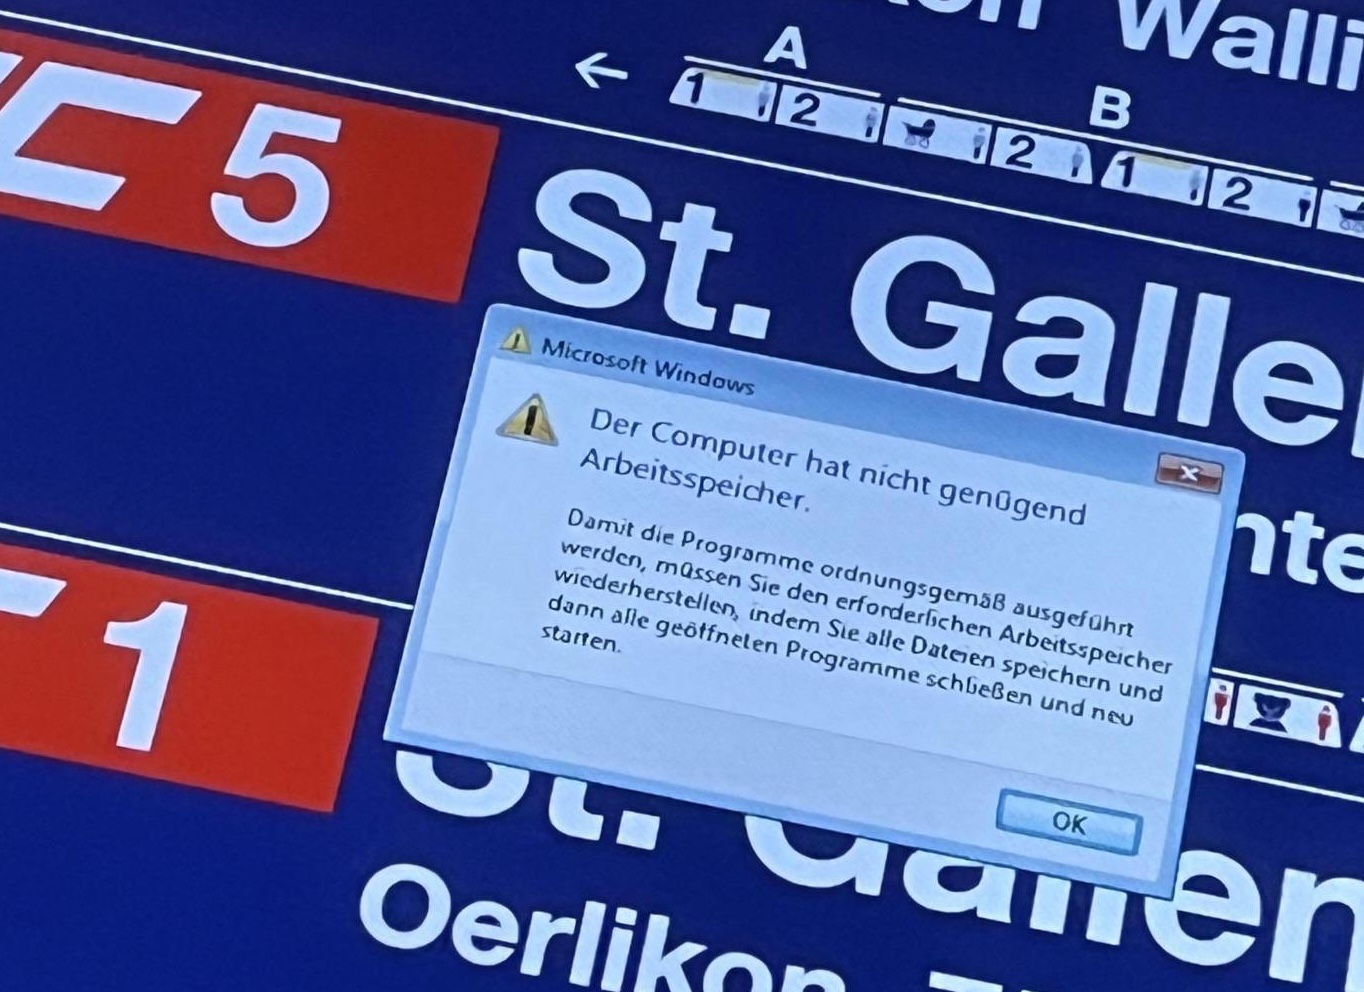 Walli
A
B
1 2 2 1 2
5 St. Galle
Microsoft Windows
Der Computer hat nicht genügend
Arbeitsspeicher.
Damit die Programme ordnungsgemäß ausgeführt
werden, müssen Sie den erforderlichen Arbeitsspeicher
wiederherstellen, indem Sie alle Dateien speichern und
dann alle geöffneten Programme schließen und neu
starten.
OK
1 St. Gallen
Oerlikon